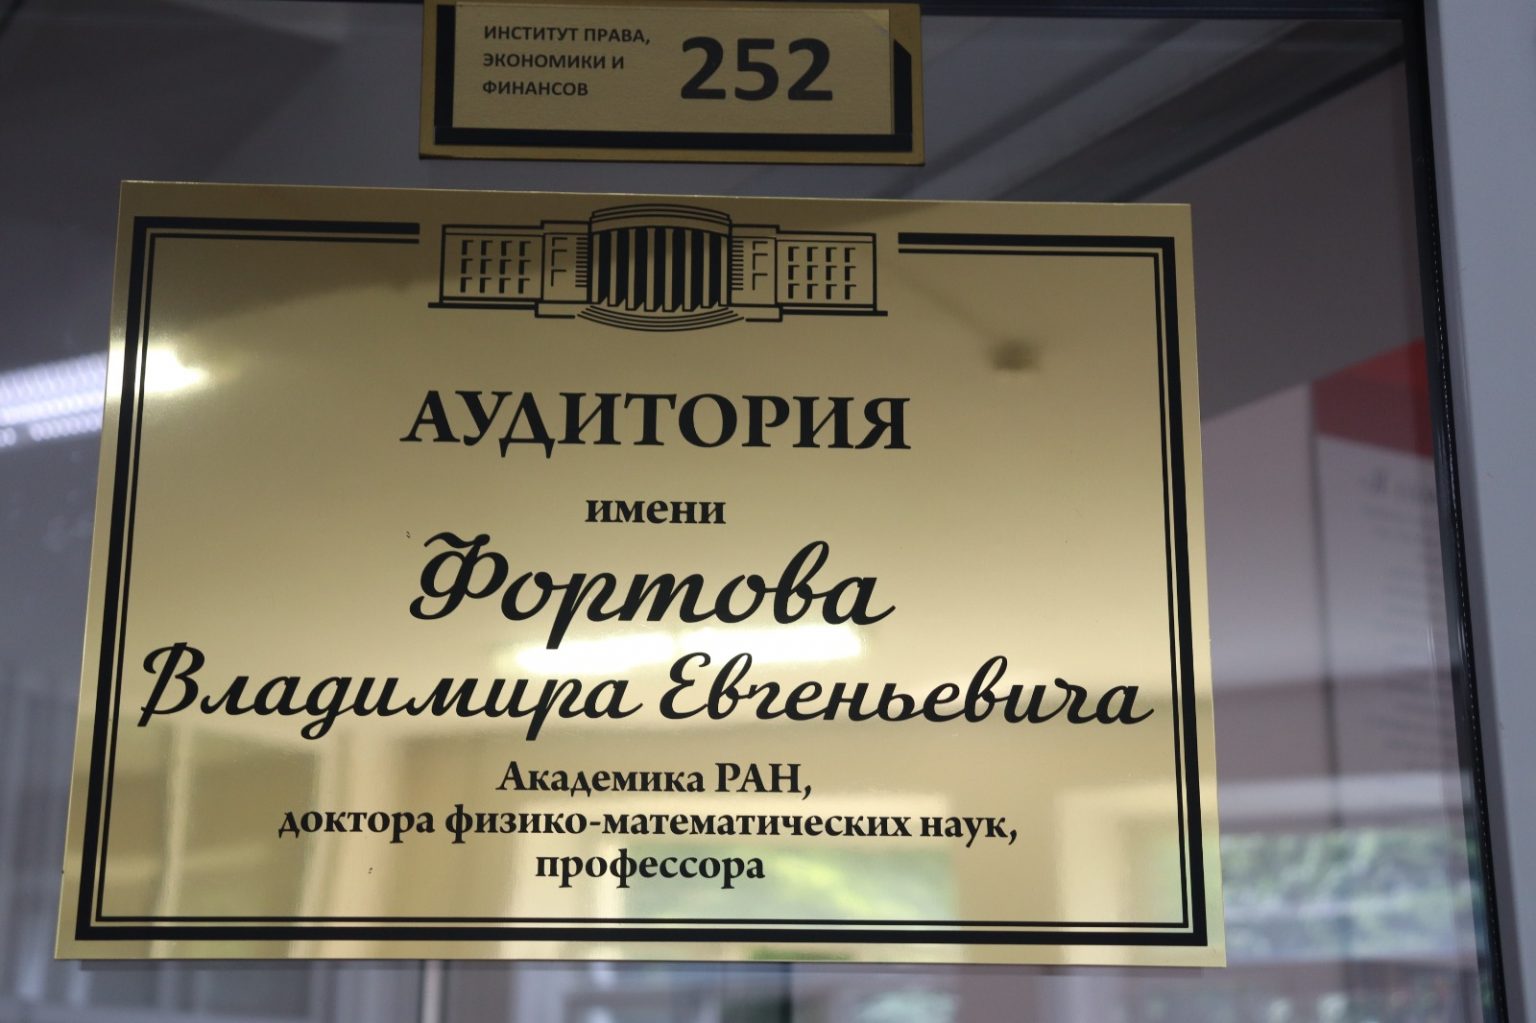 ИНСТИТУТ ПРАВА,
ЭКОНОМИКИ И
ФИНАНСОВ
252
АУДИТОРИЯ
имени
Фортова
Владимира Евгеньевича
Академика РАН,
доктора физико-математических наук,
профессора